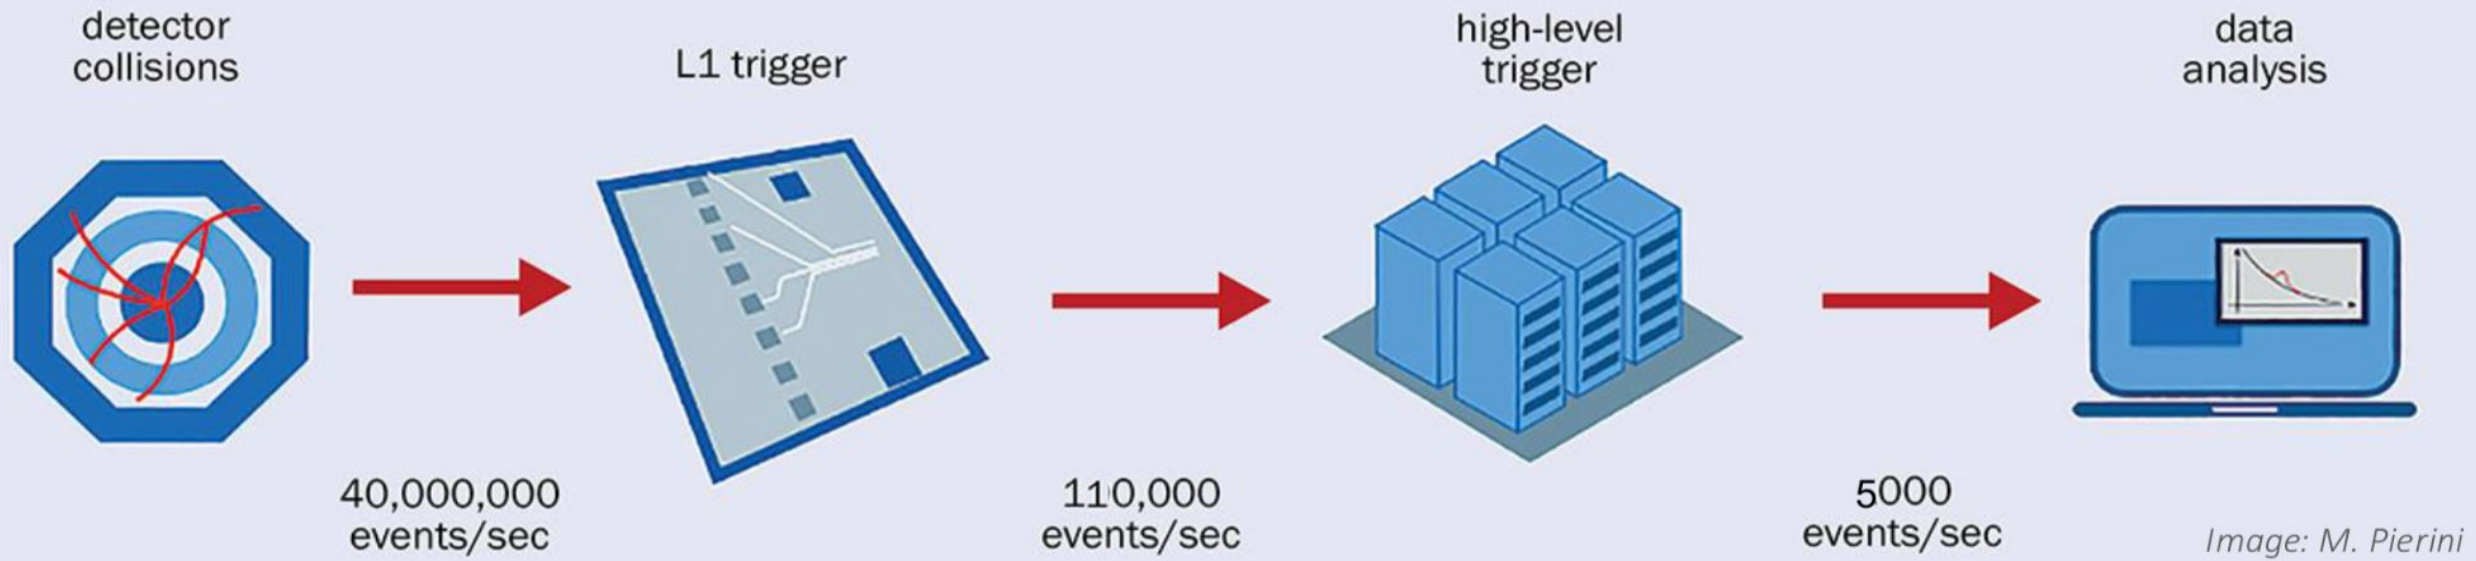 detector
collisions
L1 trigger
high-level
trigger
data
analysis
40,000,000
events/sec
110,000
events/sec
5000
events/sec
Image: M. Pierini